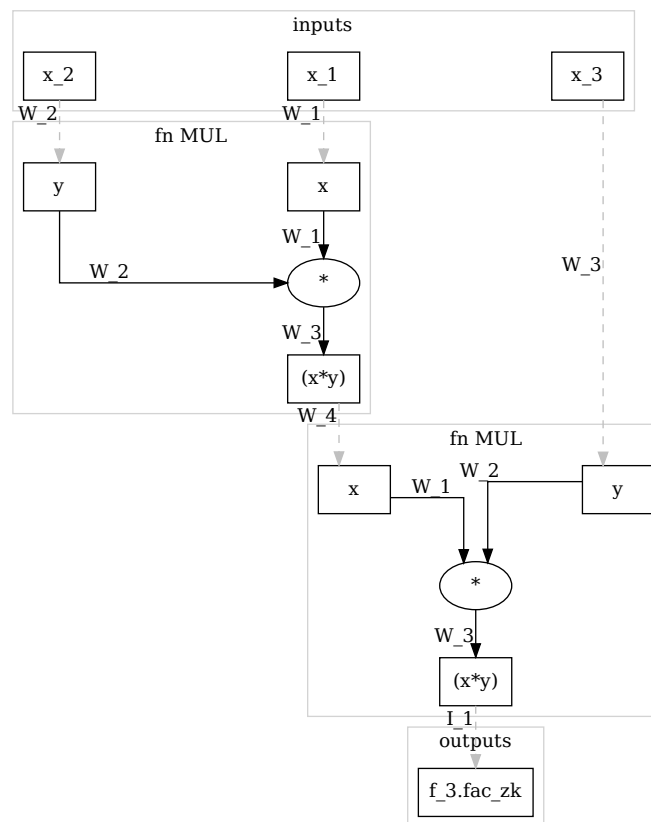 inputs
x_2
x_1
x_3
W_2
W_1
fn MUL
y
x
W_1
W_2
W_3
*
W_3
(x*y)
W_4
fn MUL
x
W_1
W_2
y
*
W_3
(x*y)
I_1
outputs
f_3.fac_zk